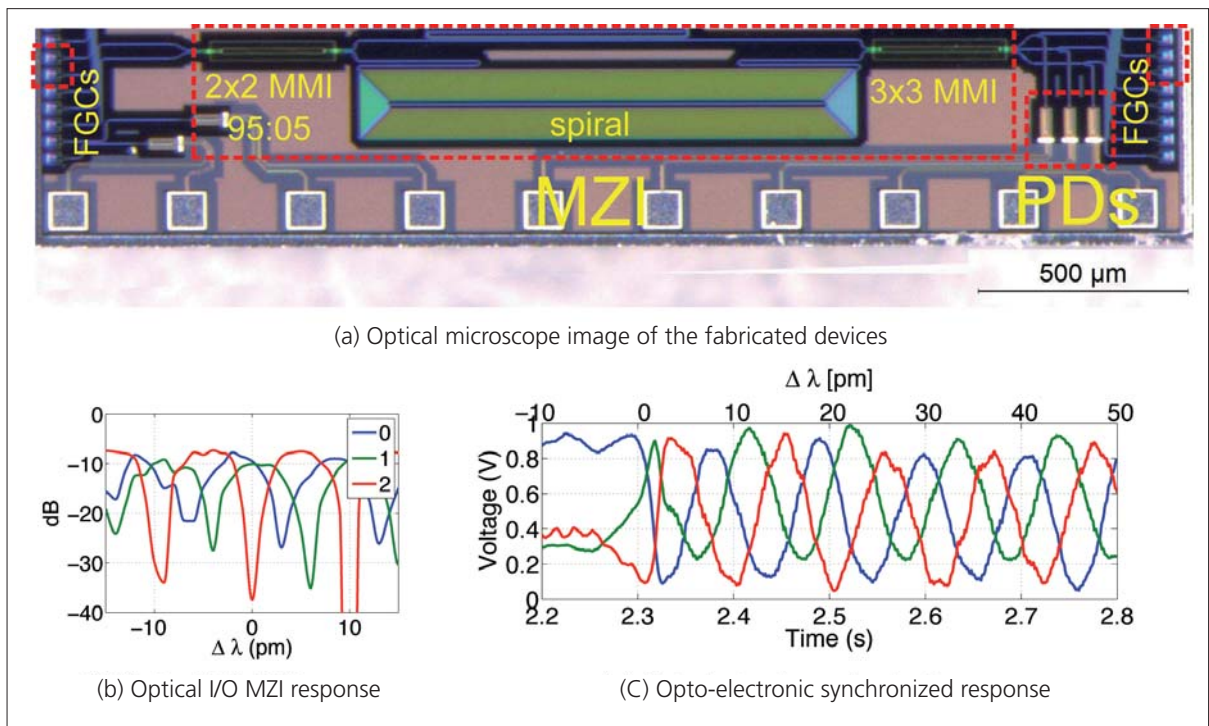 FGCs
2x2 MMI
95:05
spiral
3x3 MMI
FGCs
MZI
PDs
500 µm
(a) Optical microscope image of the fabricated devices
0
−10
−20
−30
−40
dB
0
1
2
−10 0 10
Δ λ (pm)
(b) Optical I/O MZI response
Δ λ [pm]
−10 0 10 20 30 40 50
1
0.8
0.6
0.4
0.2
0
Voltage (V)
2.2 2.3 2.4 2.5 2.6 2.7 2.8
Time (s)
(C) Opto-electronic synchronized response